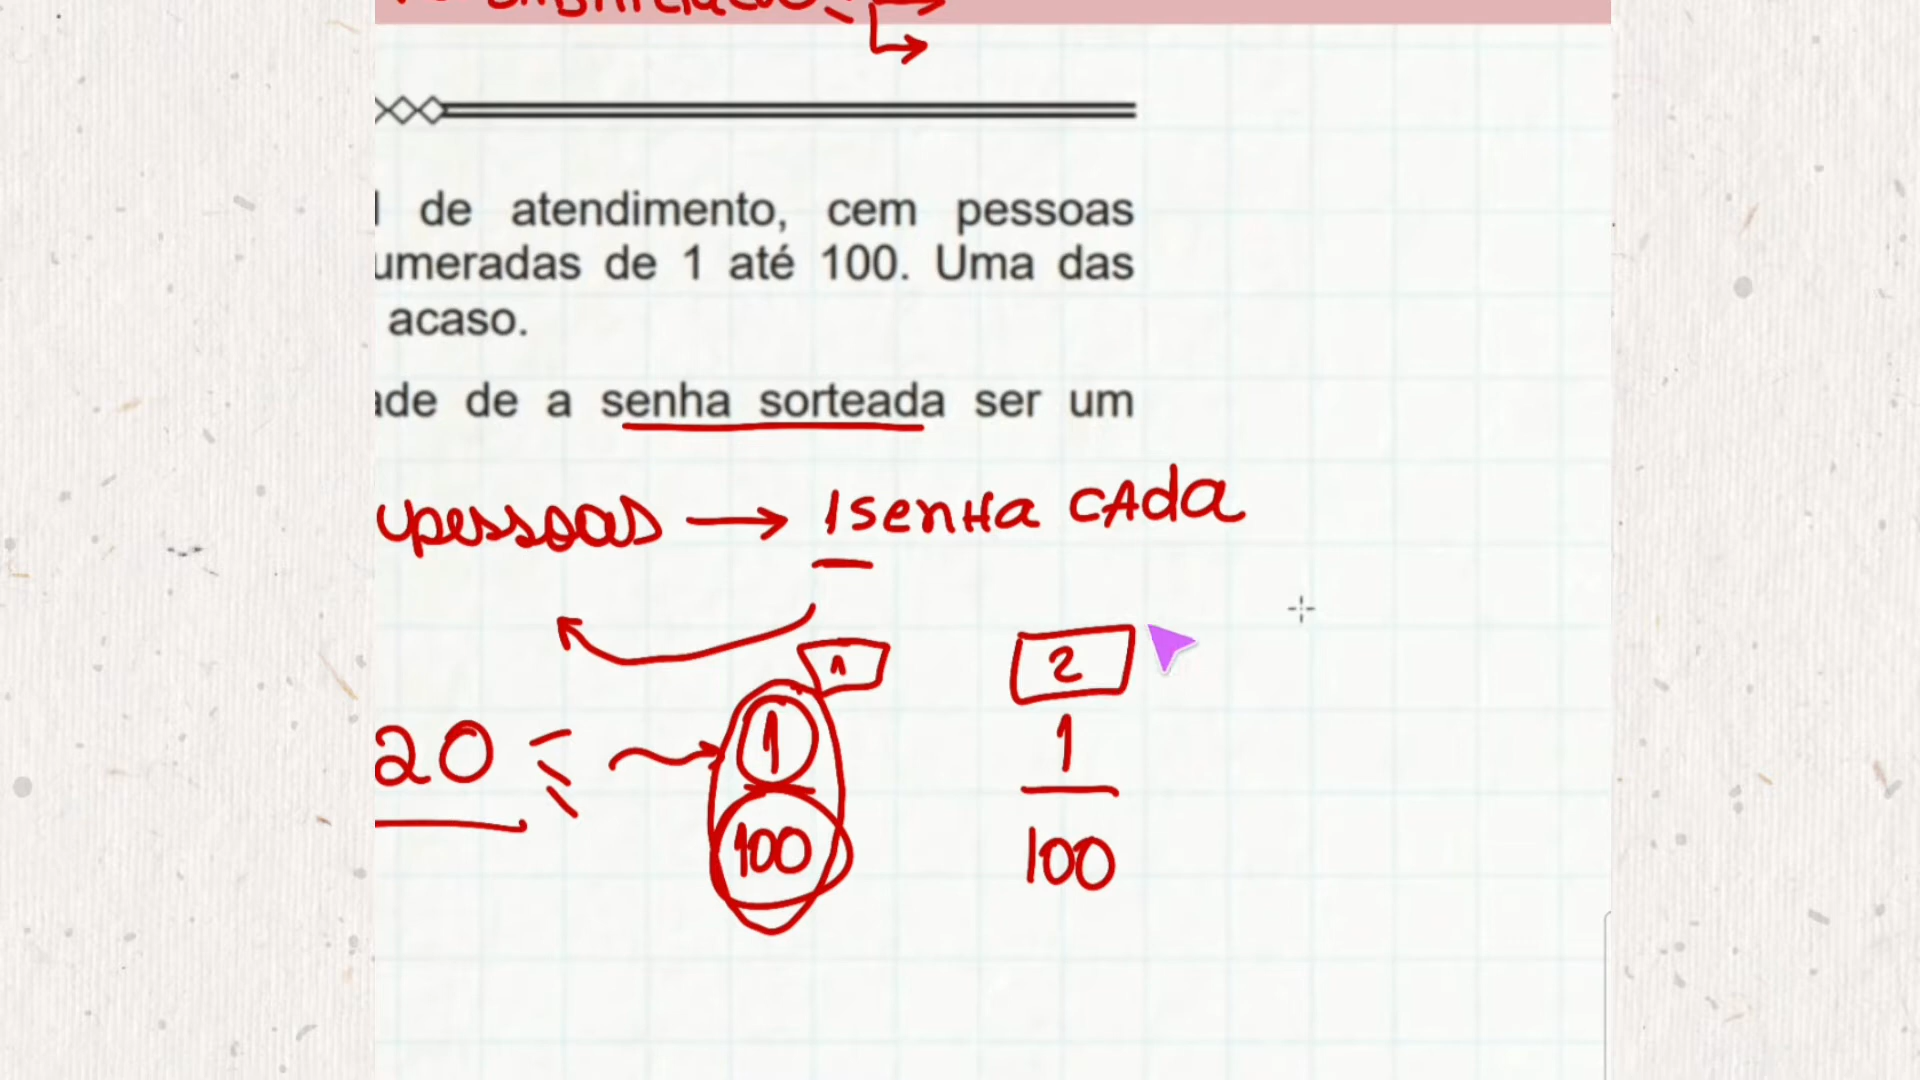 de atendimento, cem pessoas
umeradas de 1 até 100. Uma das
acaso.
ade de a senha sorteada ser um
pessoas → 1 senha CAda
1
2
20
1
1
100
100